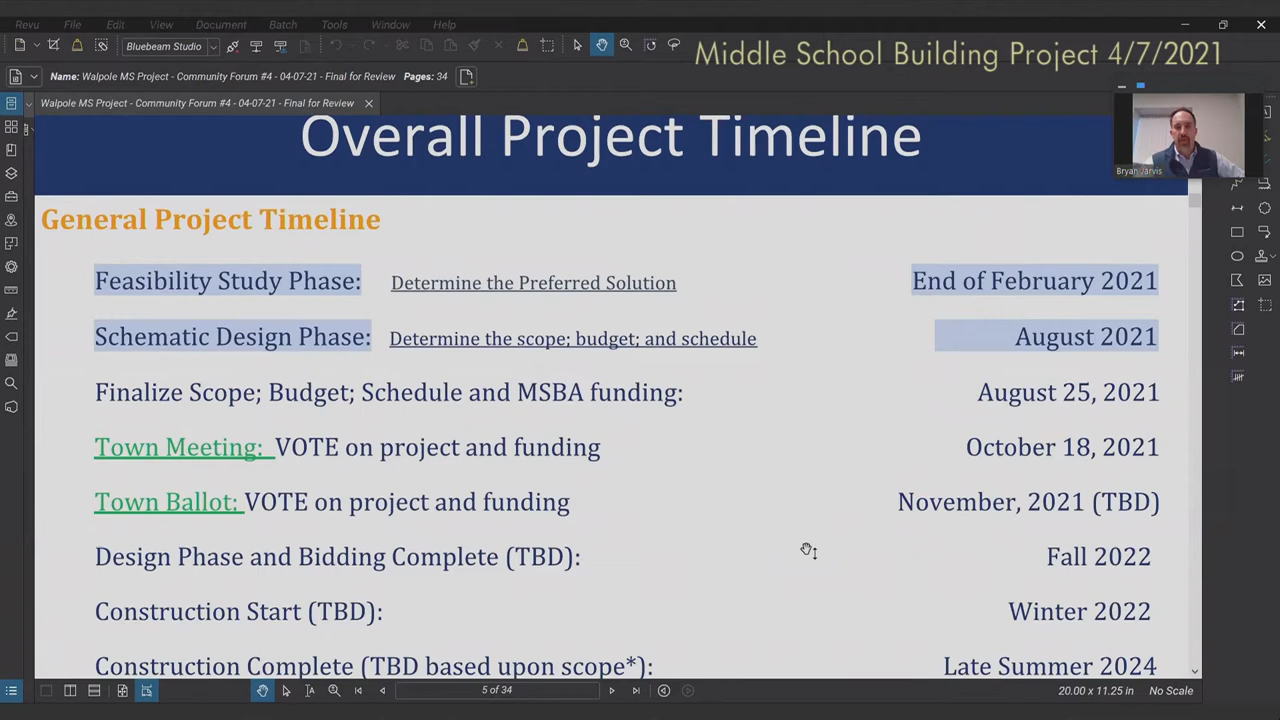 Revu File Edit View Document Batch Tools Window Help
Bluebeam Studio
Middle School Building Project 4/7/2021
Name: Walpole MS Project - Community Forum #4 - 04-07-21 - Final for Review Pages: 34
Walpole MS Project - Community Forum #4 - 04-07-21 - Final for Review
Overall Project Timeline
Bryan Jarvis
General Project Timeline
Feasibility Study Phase: Determine the Preferred Solution End of February 2021
Schematic Design Phase: Determine the scope; budget; and schedule August 2021
Finalize Scope; Budget; Schedule and MSBA funding: August 25, 2021
Town Meeting: VOTE on project and funding October 18, 2021
Town Ballot: VOTE on project and funding November, 2021 (TBD)
Design Phase and Bidding Complete (TBD): Fall 2022
Construction Start (TBD): Winter 2022
Construction Complete (TBD based upon scope*): Late Summer 2024
5 of 34 20.00 x 11.25 in No Scale